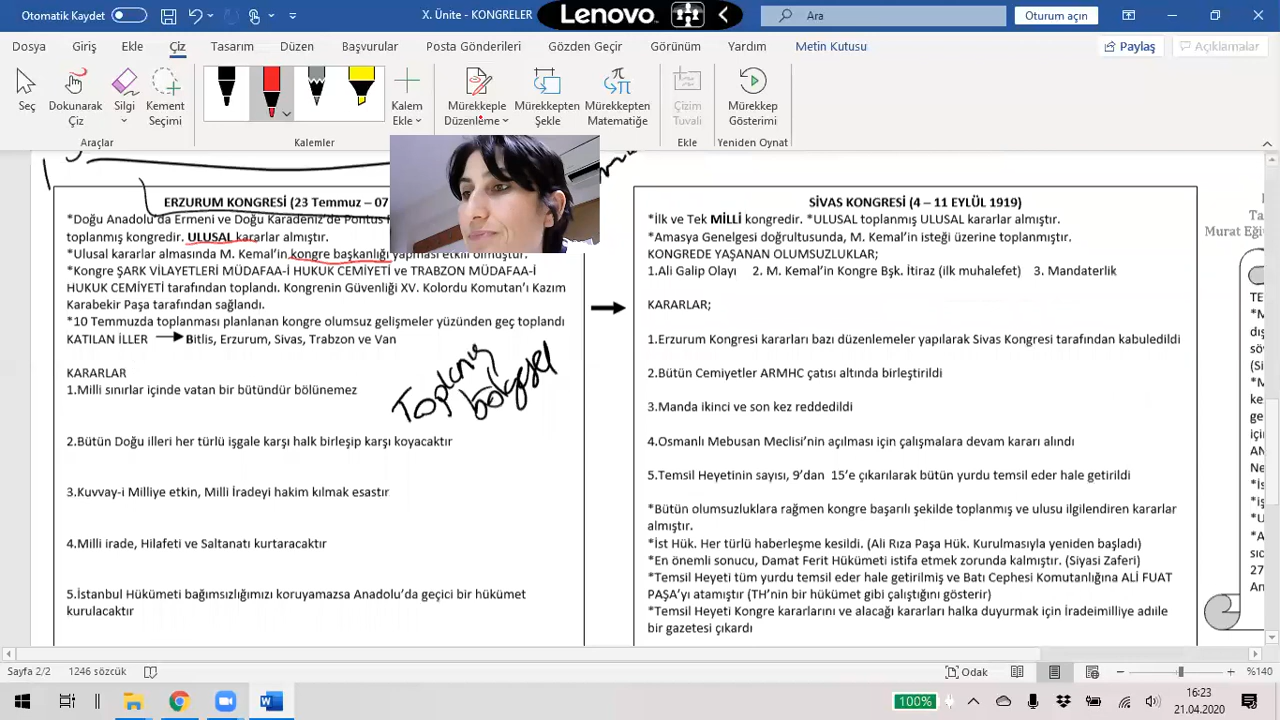 Otomatik Kaydet
X. Ünite - KONGRELER
Lenovo
Ara
Oturum açın
Dosya Giriş Ekle Çiz Tasarım Düzen Başvurular Posta Gönderileri Gözden Geçir Görünüm Yardım Metin Kutusu
Paylaş Açıklamalar
Seç
Dokunarak Çiz
Silgi
Kement Seçimi
Kalem Ekle
Mürekkeple Düzenleme
Mürekkepten Şekle
Mürekkepten Matematiğe
Çizim Tuvali
Mürekkep Gösterimi
Araçlar Kalemler Ekle Yeniden Oynat
ERZURUM KONGRESİ (23 Temmuz – 07
*Doğu Anadolu'da Ermeni ve Doğu Karadeniz'de Pontus
toplanmış kongredir. ULUSAL kararlar almıştır.
*Ulusal kararlar almasında M. Kemal'in kongre başkanlığı yapması etkili olmuştur.
*Kongre ŞARK VİLAYETLERİ MÜDAFAA-İ HUKUK CEMİYETİ ve TRABZON MÜDAFAA-İ
HUKUK CEMİYETİ tarafından toplandı. Kongrenin Güvenliği XV. Kolordu Komutan'ı Kazım
Karabekir Paşa tarafından sağlandı.
*10 Temmuzda toplanması planlanan kongre olumsuz gelişmeler yüzünden geç toplandı
KATILAN İLLER Bitlis, Erzurum, Sivas, Trabzon ve Van
Toplanış
bölgesel
KARARLAR
1.Milli sınırlar içinde vatan bir bütündür bölünemez
2.Bütün Doğu illeri her türlü işgale karşı halk birleşip karşı koyacaktır
3.Kuvvay-i Milliye etkin, Milli İradeyi hakim kılmak esastır
4.Milli irade, Hilafeti ve Saltanatı kurtaracaktır
5.İstanbul Hükümeti bağımsızlığımızı koruyamazsa Anadolu'da geçici bir hükümet
kurulacaktır
SİVAS KONGRESİ (4 – 11 EYLÜL 1919)
*İlk ve Tek MİLLİ kongredir. *ULUSAL toplanmış ULUSAL kararlar almıştır.
*Amasya Genelgesi doğrultusunda, M. Kemal'in isteği üzerine toplanmıştır.
KONGREDE YAŞANAN OLUMSUZLUKLAR;
1.Ali Galip Olayı 2. M. Kemal'in Kongre Bşk. İtiraz (ilk muhalefet) 3. Mandaterlik
KARARLAR;
1.Erzurum Kongresi kararları bazı düzenlemeler yapılarak Sivas Kongresi tarafından kabuledildi
2.Bütün Cemiyetler ARMHC çatısı altında birleştirildi
3.Manda ikinci ve son kez reddedildi
4.Osmanlı Mebusan Meclisi'nin açılması için çalışmalara devam kararı alındı
5.Temsil Heyetinin sayısı, 9'dan 15'e çıkarılarak bütün yurdu temsil eder hale getirildi
*Bütün olumsuzluklara rağmen kongre başarılı şekilde toplanmış ve ulusu ilgilendiren kararlar
almıştır.
*İst Hük. Her türlü haberleşme kesildi. (Ali Rıza Paşa Hük. Kurulmasıyla yeniden başladı)
*En önemli sonucu, Damat Ferit Hükümeti istifa etmek zorunda kalmıştır. (Siyasi Zaferi)
*Temsil Heyeti tüm yurdu temsil eder hale getirilmiş ve Batı Cephesi Komutanlığına ALİ FUAT
PAŞA'yı atamıştır (TH'nin bir hükümet gibi çalıştığını gösterir)
*Temsil Heyeti Kongre kararlarını ve alacağı kararları halka duyurmak için İradeimilliye adıile
bir gazetesi çıkardı
Murat Eği
Sayfa 2/2 1246 sözcük
Odak
%140
100%
16:23
21.04.2020